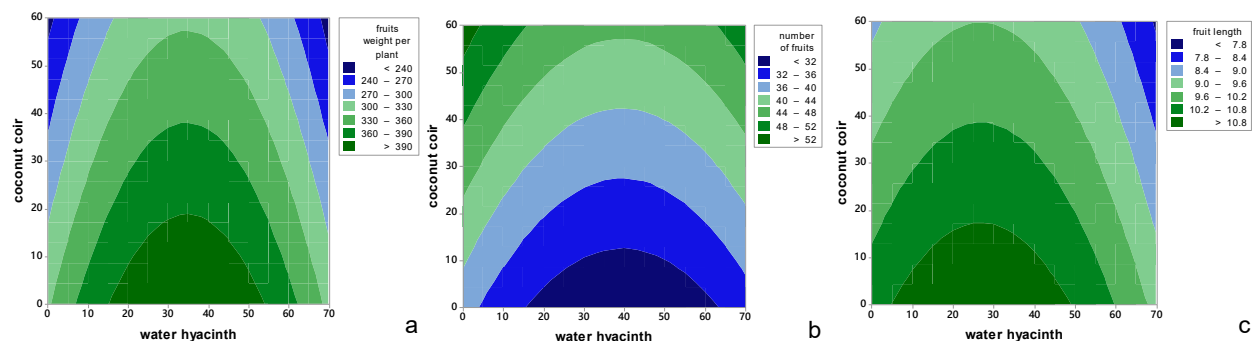 fruits
weight per
plant
< 240
240 – 270
270 – 300
300 – 330
330 – 360
360 – 390
> 390
60
50
40
30
20
10
0
coconut coir
0 10 20 30 40 50 60 70
water hyacinth
a
number
of fruits
< 32
32 – 36
36 – 40
40 – 44
44 – 48
48 – 52
> 52
60
50
40
30
20
10
0
coconut coir
0 10 20 30 40 50 60 70
water hyacinth
b
fruit length
< 7.8
7.8 – 8.4
8.4 – 9.0
9.0 – 9.6
9.6 – 10.2
10.2 – 10.8
> 10.8
60
50
40
30
20
10
0
coconut coir
0 10 20 30 40 50 60 70
water hyacinth
c